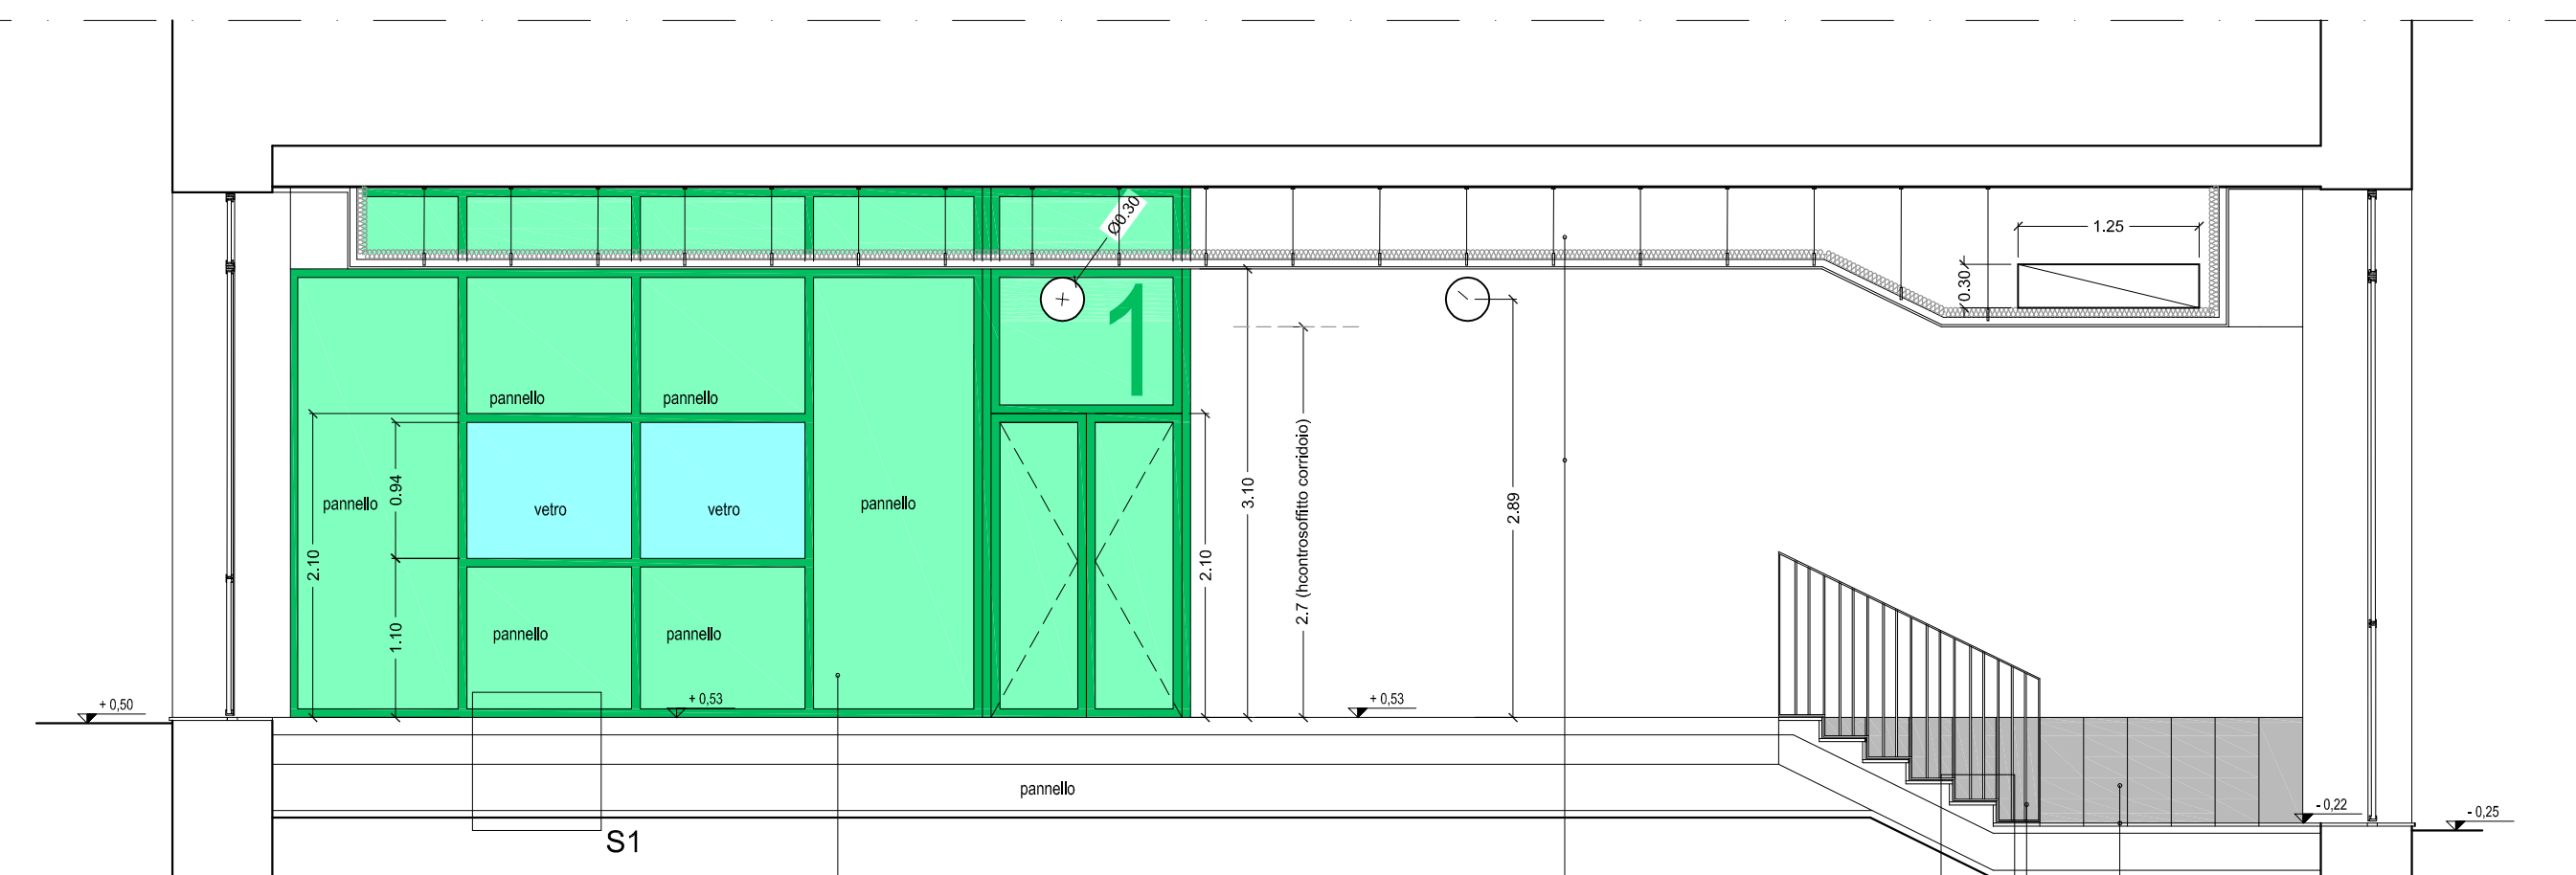 Ø0.30
1.25
0.30
1
pannello
pannello
pannello
0.94
vetro
vetro
pannello
2.10
1.10
pannello
pannello
2.10
3.10
2.7 (hcontrosoffitto corridoio)
2.89
+ 0,50
+ 0,53
+ 0,53
pannello
S1
- 0,22
- 0,25